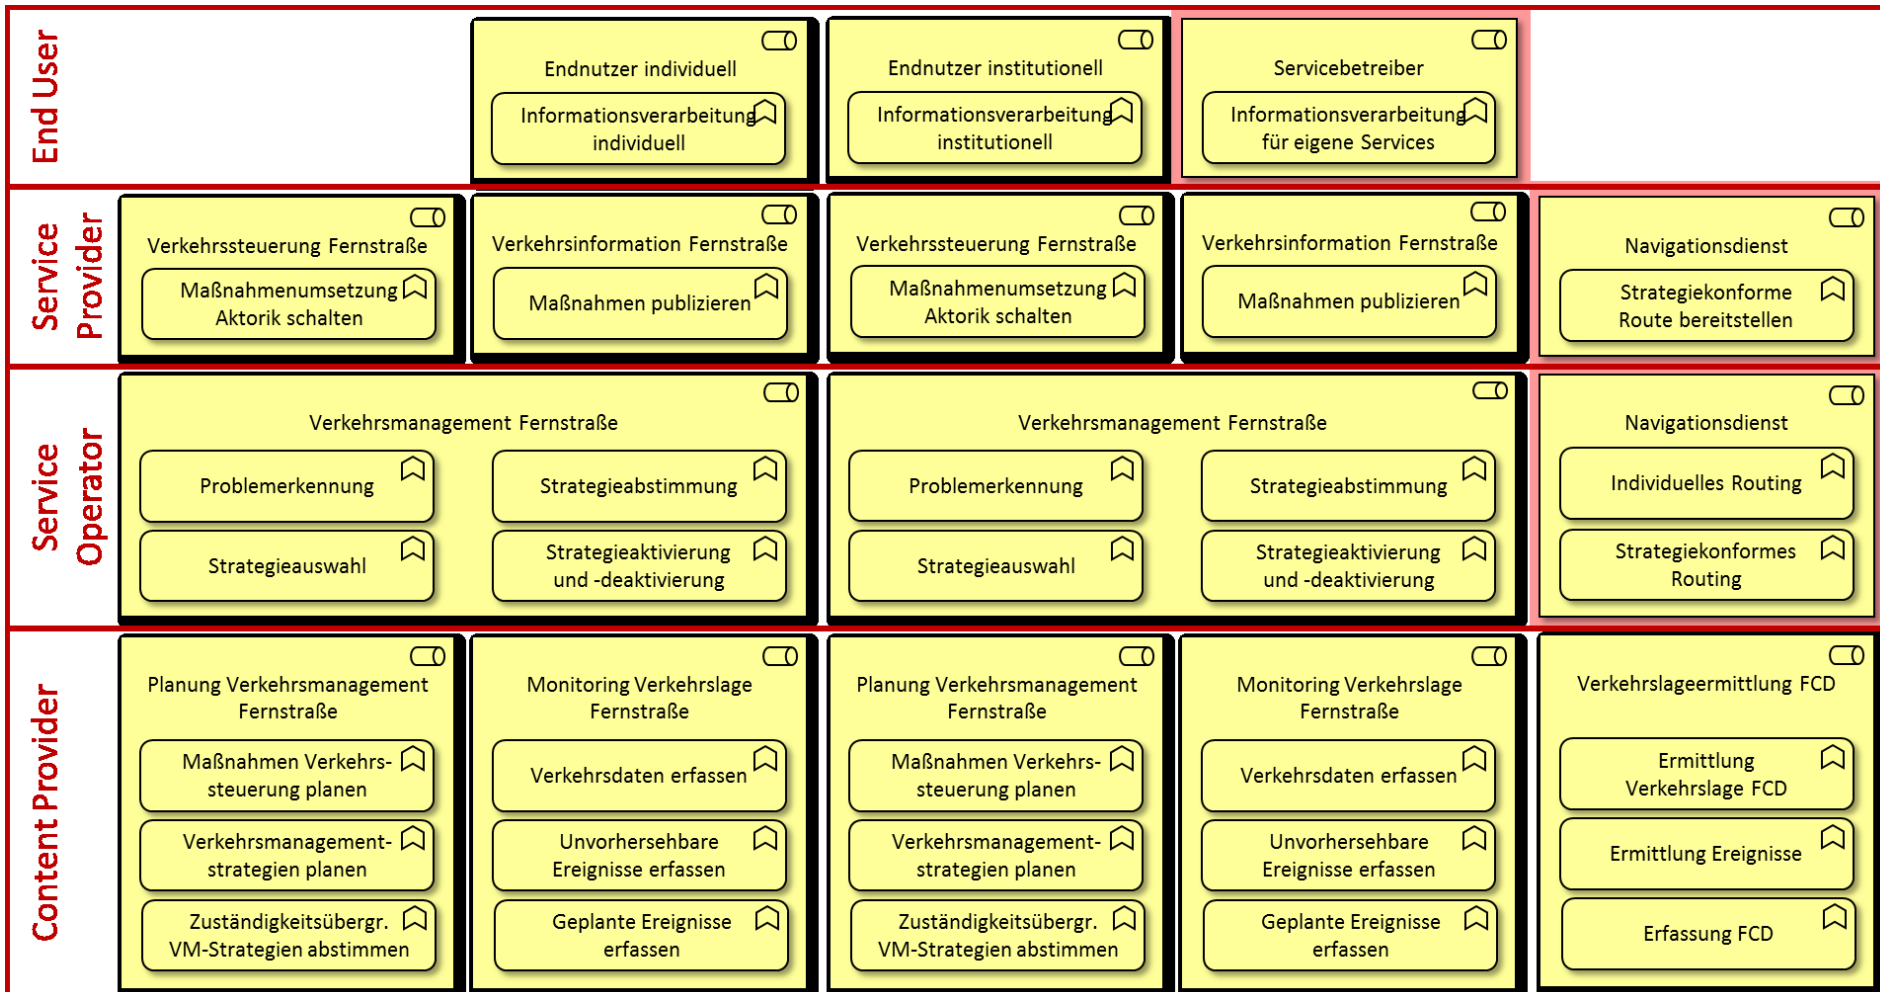 End User
Endnutzer individuell
Informationsverarbeitung
individuell
Endnutzer institutionell
Informationsverarbeitung
institutionell
Servicebetreiber
Informationsverarbeitung
für eigene Services
Service
Provider
Verkehrssteuerung Fernstraße
Maßnahmenumsetzung
Aktorik schalten
Verkehrsinformation Fernstraße
Maßnahmen publizieren
Verkehrssteuerung Fernstraße
Maßnahmenumsetzung
Aktorik schalten
Verkehrsinformation Fernstraße
Maßnahmen publizieren
Navigationsdienst
Strategiekonforme
Route bereitstellen
Service
Operator
Verkehrsmanagement Fernstraße
Problemerkennung
Strategieabstimmung
Strategieauswahl
Strategieaktivierung
und -deaktivierung
Verkehrsmanagement Fernstraße
Problemerkennung
Strategieabstimmung
Strategieauswahl
Strategieaktivierung
und -deaktivierung
Navigationsdienst
Individuelles Routing
Strategiekonformes
Routing
Content Provider
Planung Verkehrsmanagement
Fernstraße
Maßnahmen Verkehrs-
steuerung planen
Verkehrsmanagement-
strategien planen
Zuständigkeitsübergr.
VM-Strategien abstimmen
Monitoring Verkehrslage
Fernstraße
Verkehrsdaten erfassen
Unvorhersehbare
Ereignisse erfassen
Geplante Ereignisse
erfassen
Planung Verkehrsmanagement
Fernstraße
Maßnahmen Verkehrs-
steuerung planen
Verkehrsmanagement-
strategien planen
Zuständigkeitsübergr.
VM-Strategien abstimmen
Monitoring Verkehrslage
Fernstraße
Verkehrsdaten erfassen
Unvorhersehbare
Ereignisse erfassen
Geplante Ereignisse
erfassen
Verkehrslageermittlung FCD
Ermittlung
Verkehrslage FCD
Ermittlung Ereignisse
Erfassung FCD